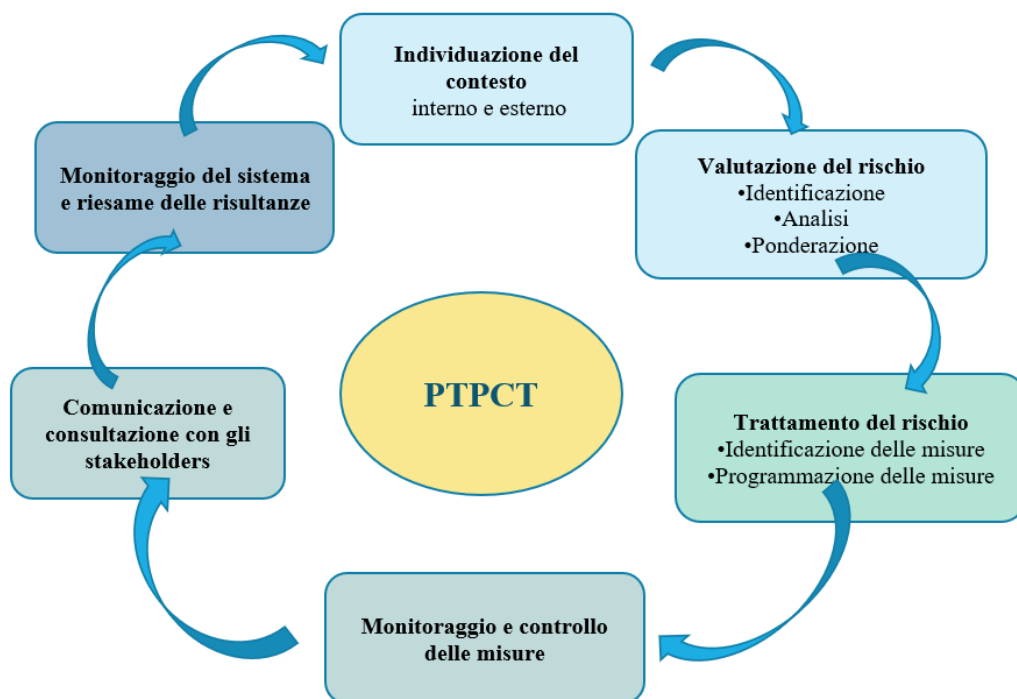 Individuazione del
contesto
interno e esterno
Valutazione del rischio
•Identificazione
•Analisi
•Ponderazione
Trattamento del rischio
•Identificazione delle misure
•Programmazione delle misure
Monitoraggio e controllo
delle misure
Comunicazione e
consultazione con gli
stakeholders
Monitoraggio del sistema
e riesame delle risultanze
PTPCT